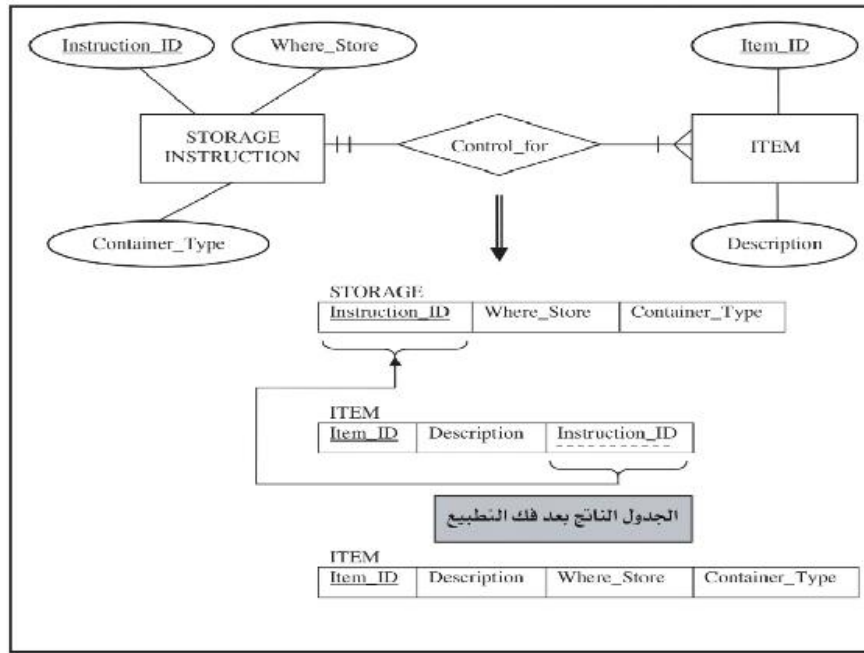 Instruction_ID
Where_Store
Item_ID
STORAGE
INSTRUCTION
Control_for
ITEM
Container_Type
Description
STORAGE
Instruction_ID Where_Store Container_Type
ITEM
Item_ID Description Instruction_ID
الجدول الناتج بعد فك التطبيع
ITEM
Item_ID Description Where_Store Container_Type